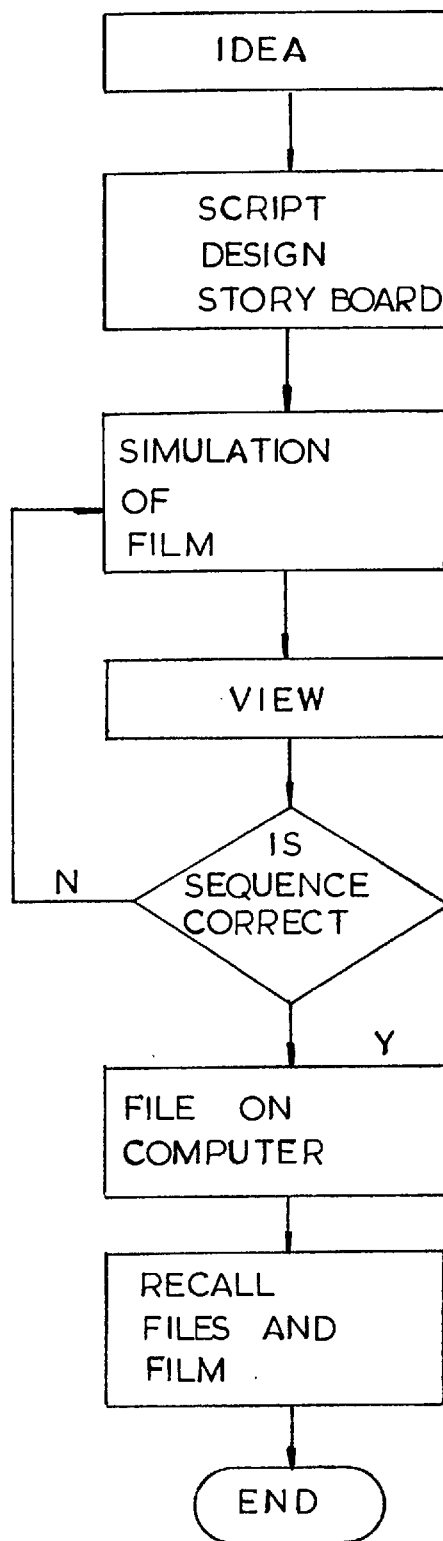 IDEA
SCRIPT
DESIGN
STORY BOARD
SIMULATION
OF
FILM
VIEW
IS
SEQUENCE
CORRECT
N
Y
FILE ON
COMPUTER
RECALL
FILES AND
FILM
END